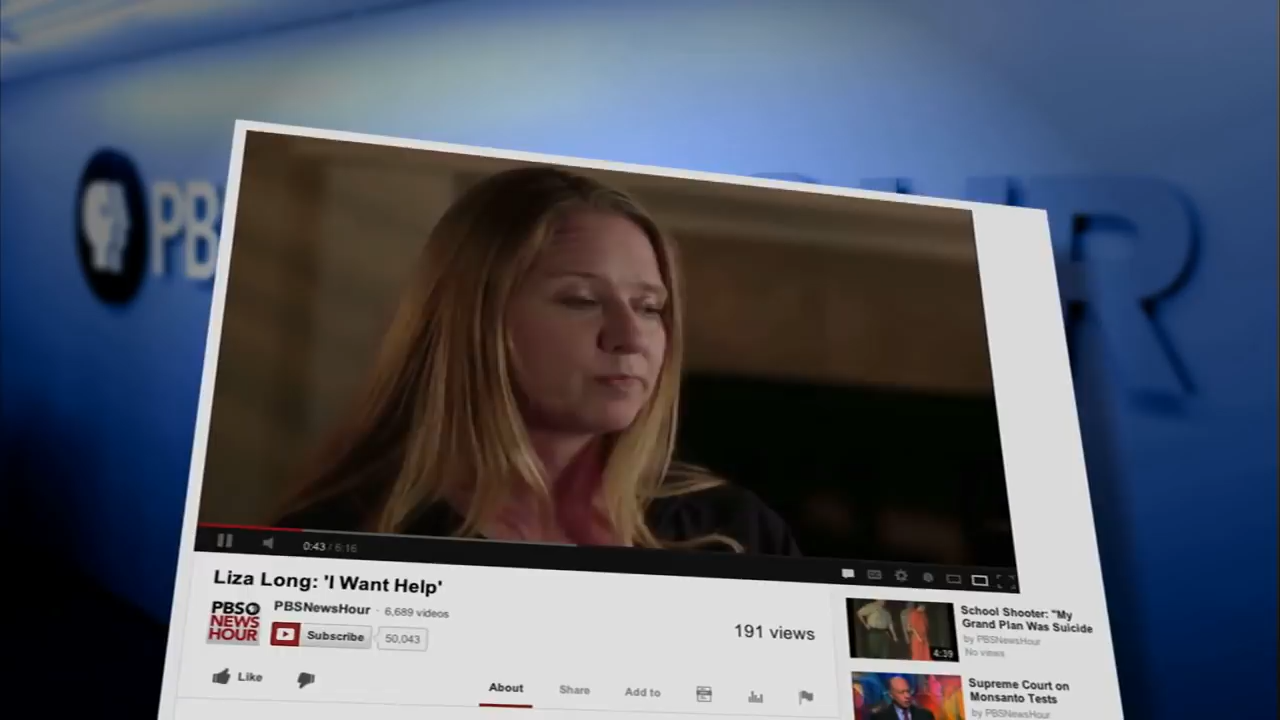 PB
HR
0:43 / 6:16
Liza Long: 'I Want Help'
PBS
NEWS
HOUR
PBSNewsHour · 6,689 videos
Subscribe
50,043
191 views
Like
About
Share
Add to
4:39
School Shooter: "My
Grand Plan Was Suicide
by PBSNewsHour
No views
Supreme Court on
Monsanto Tests
by PBSNewsHour